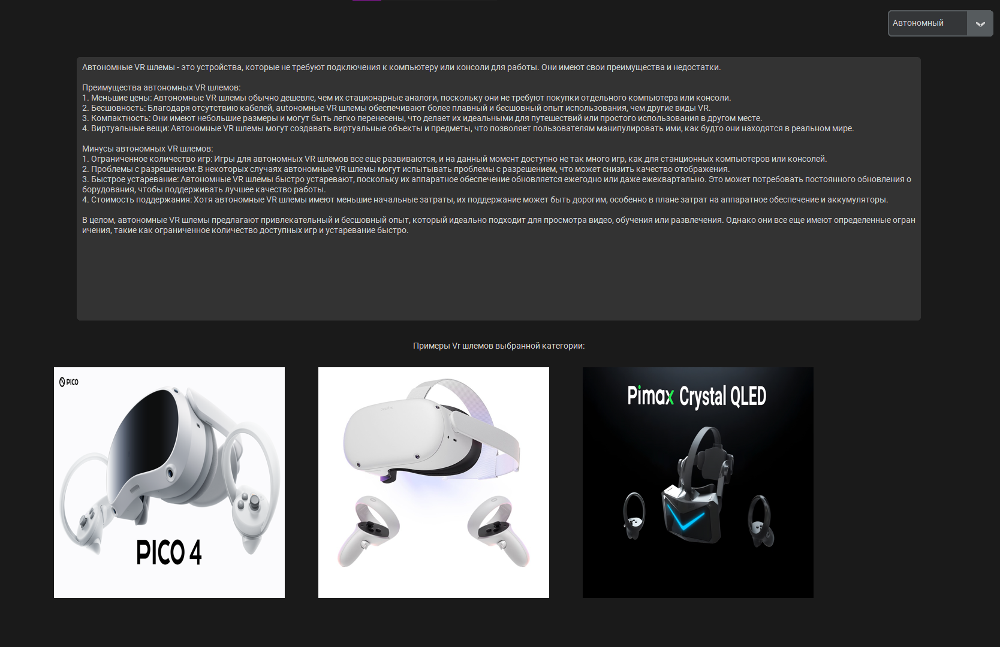 Автономный
Автономные VR шлемы - это устройства, которые не требуют подключения к компьютеру или консоли для работы. Они имеют свои преимущества и недостатки.
Преимущества автономных VR шлемов:
1. Меньшие цены: Автономные VR шлемы обычно дешевле, чем их стационарные аналоги, поскольку они не требуют покупки отдельного компьютера или консоли.
2. Бесшовность: Благодаря отсутствию кабелей, autономные VR шлемы обеспечивают более плавный и бесшовный опыт использования, чем другие виды VR.
3. Компактность: Они имеют небольшие размеры и могут быть легко перенесены, что делает их идеальными для путешествий или простого использования в другом месте.
4. Виртуальные вещи: Автономные VR шлемы могут создавать виртуальные объекты и предметы, что позволяет пользователям манипулировать ими, как будто они находятся в реальном мире.
Минусы автономных VR шлемов:
1. Ограниченное количество игр: Игры для автономных VR шлемов все еще развиваются, и на данный момент доступно не так много игр, как для станционных компьютеров или консолей.
2. Проблемы с разрешением: В некоторых случаях автономные VR шлемы могут испытывать проблемы с разрешением, что может снизить качество отображения.
3. Быстрое устаревание: Автономные VR шлемы быстро устаревают, поскольку их аппаратное обеспечение обновляется ежегодно или даже ежеквартально. Это может потребовать постоянного обновления о
борудования, чтобы поддерживать лучшее качество работы.
4. Стоимость поддержания: Хотя автономные VR шлемы имеют меньшие начальные затраты, их поддержание может быть дорогим, особенно в плане затрат на аппаратное обеспечение и аккумуляторы.
В целом, автономные VR шлемы предлагают привлекательный и бесшовный опыт, который идеально подходит для просмотра видео, обучения или развлечения. Однако они все еще имеют определенные огран
ичения, такие как ограниченное количество доступных игр и устаревание быстро.
Примеры Vr шлемов выбранной категории:
PICO
PICO 4
Pimax Crystal QLED